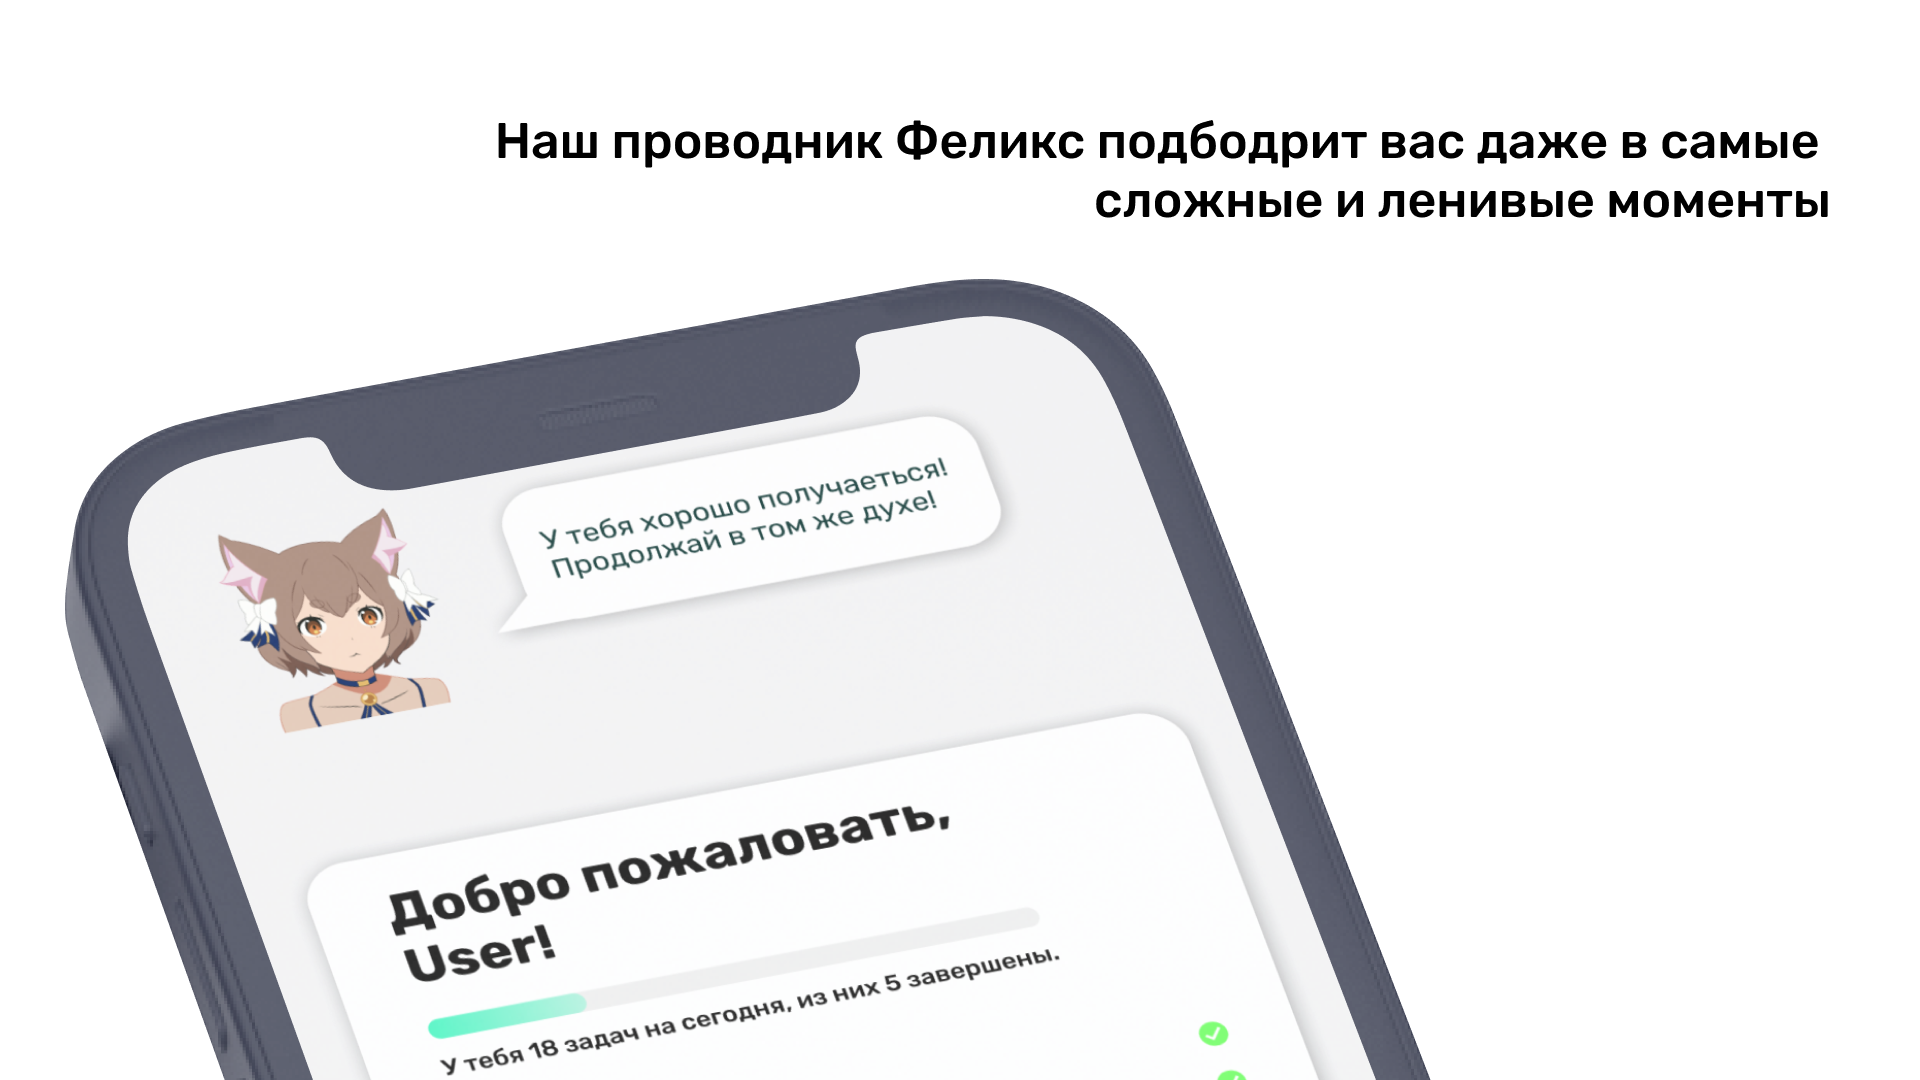 Наш проводник Феликс подбодрит вас даже в самые
сложные и ленивые моменты
У тебя хорошо получаеться!
Продолжай в том же духе!
Добро пожаловать,
User!
У тебя 18 задач на сегодня, из них 5 завершены.